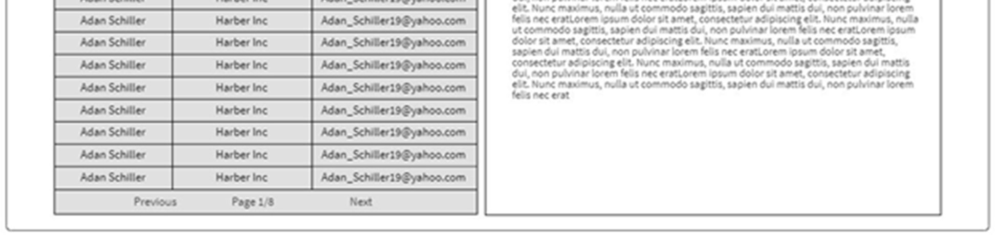 Adan Schiller Harber Inc Adan_Schiller19@yahoo.com
Adan Schiller Harber Inc Adan_Schiller19@yahoo.com
Adan Schiller Harber Inc Adan_Schiller19@yahoo.com
Adan Schiller Harber Inc Adan_Schiller19@yahoo.com
Adan Schiller Harber Inc Adan_Schiller19@yahoo.com
Adan Schiller Harber Inc Adan_Schiller19@yahoo.com
Adan Schiller Harber Inc Adan_Schiller19@yahoo.com
Adan Schiller Harber Inc Adan_Schiller19@yahoo.com
Adan Schiller Harber Inc Adan_Schiller19@yahoo.com
Previous Page 1/8 Next
elit. Nunc maximus, nulla ut commodo sagittis, sapien dui mattis dui, non pulvinar lorem
felis nec eratLorem ipsum dolor sit amet, consectetur adipiscing elit. Nunc maximus, nulla
ut commodo sagittis, sapien dui mattis dui, non pulvinar lorem felis nec eratLorem ipsum
dolor sit amet, consectetur adipiscing elit. Nunc maximus, nulla ut commodo sagittis,
sapien dui mattis dui, non pulvinar lorem felis nec eratLorem ipsum dolor sit amet,
consectetur adipiscing elit. Nunc maximus, nulla ut commodo sagittis, sapien dui mattis
dui, non pulvinar lorem felis nec eratLorem ipsum dolor sit amet, consectetur adipiscing
elit. Nunc maximus, nulla ut commodo sagittis, sapien dui mattis dui, non pulvinar lorem
felis nec erat